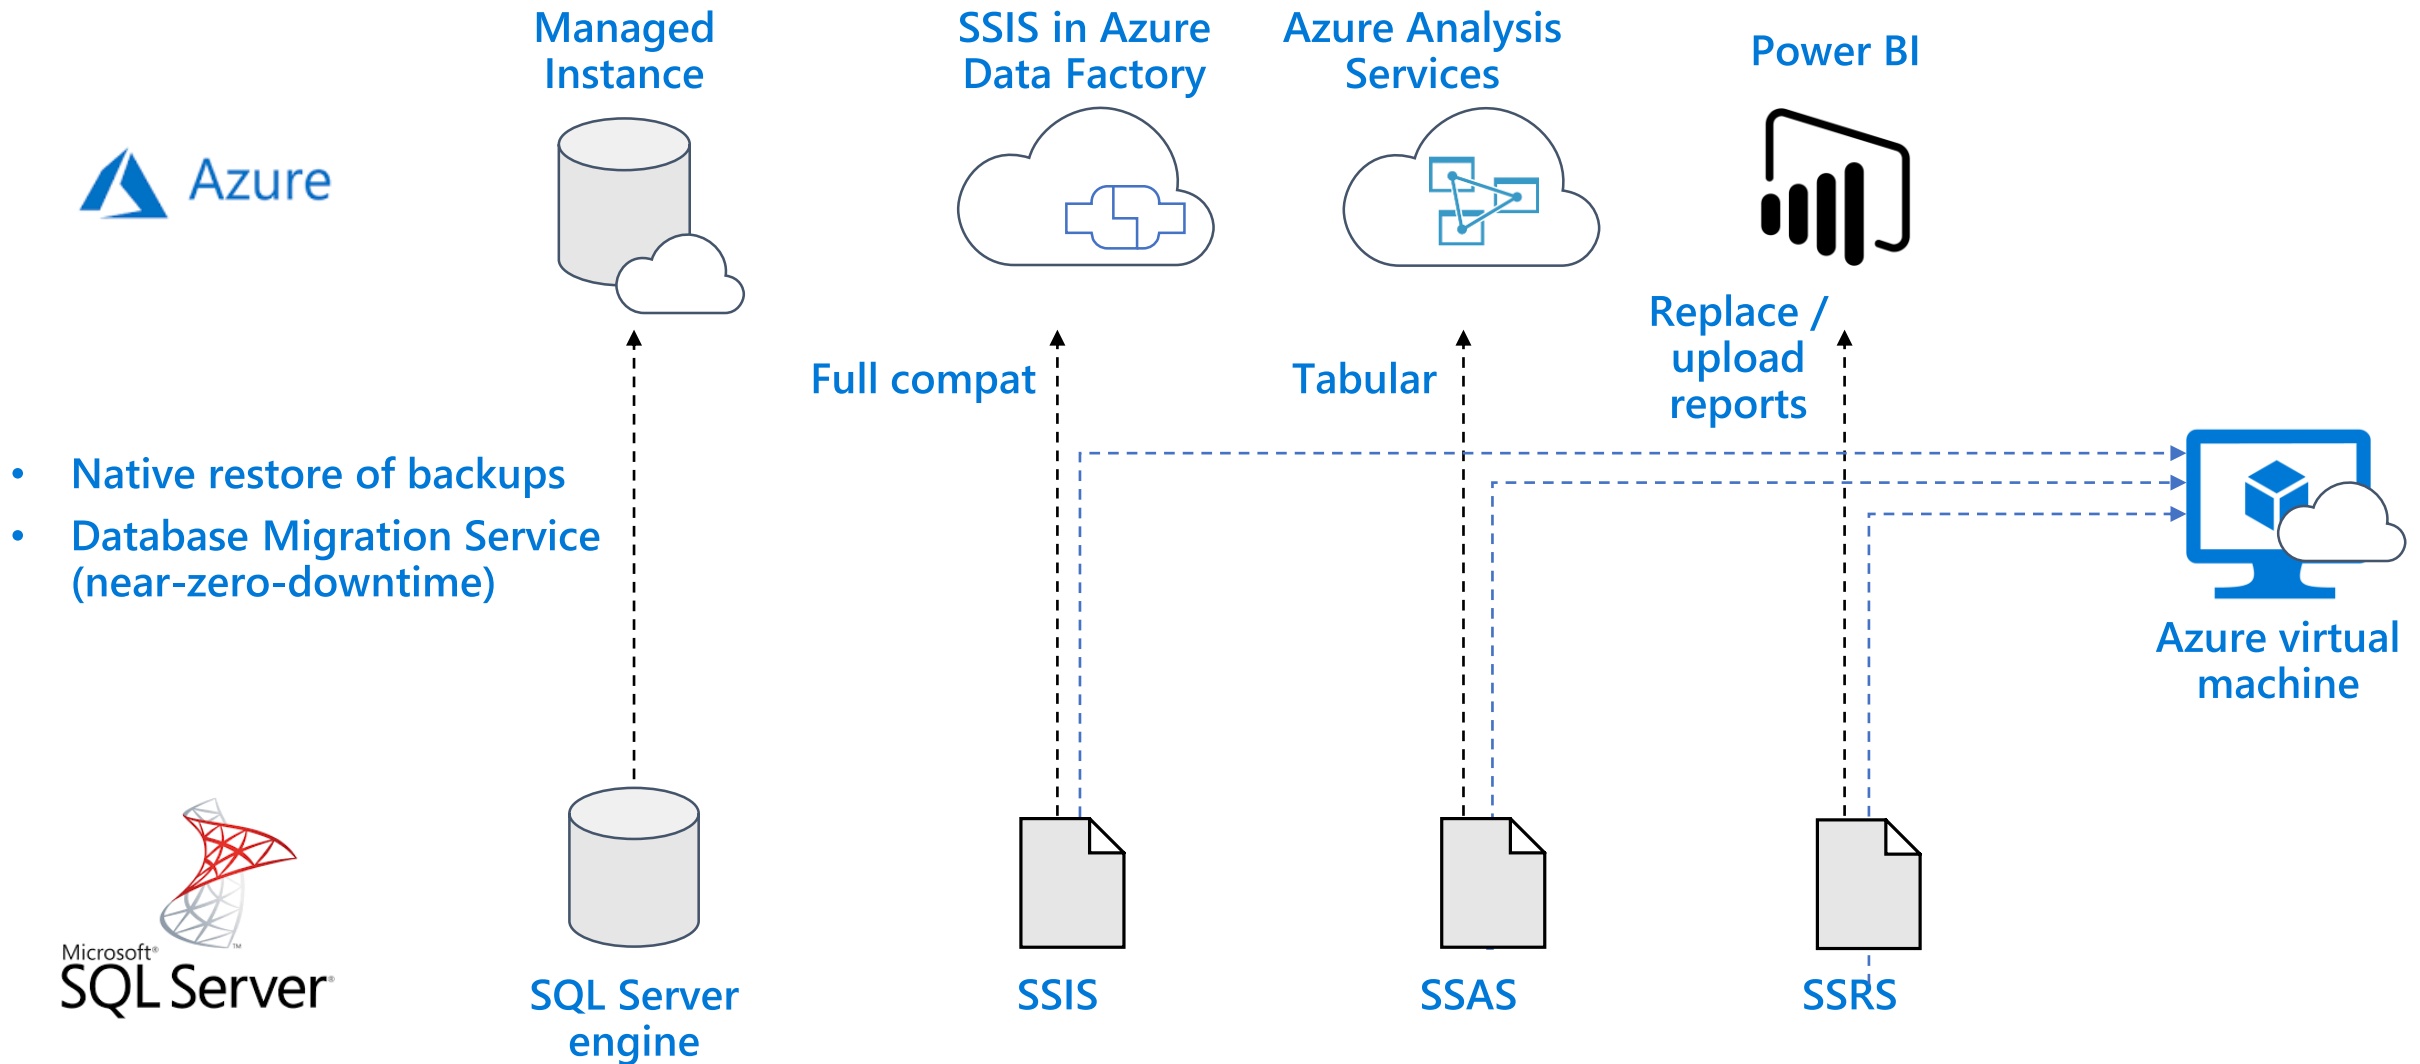 Managed
Instance
SSIS in Azure
Data Factory
Azure Analysis
Services
Power BI
Azure
Replace /
upload
reports
Full compat
Tabular
• Native restore of backups
• Database Migration Service
(near-zero-downtime)
Azure virtual
machine
Microsoft®
SQL Server®
™
SQL Server
engine
SSIS
SSAS
SSRS